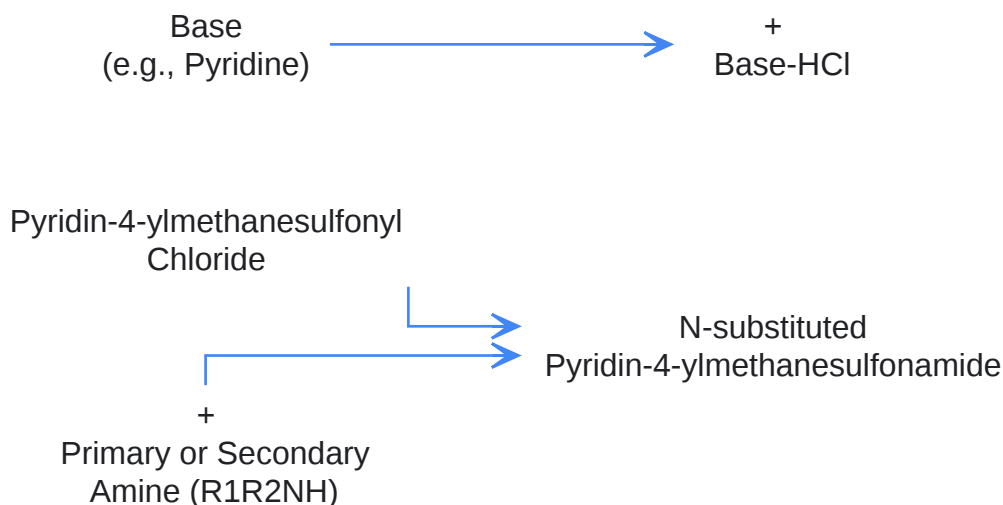 Base
(e.g., Pyridine)
+
Base-HCl
Pyridin-4-ylmethanesulfonyl
Chloride
N-substituted
Pyridin-4-ylmethanesulfonamide
+
Primary or Secondary
Amine (R1R2NH)